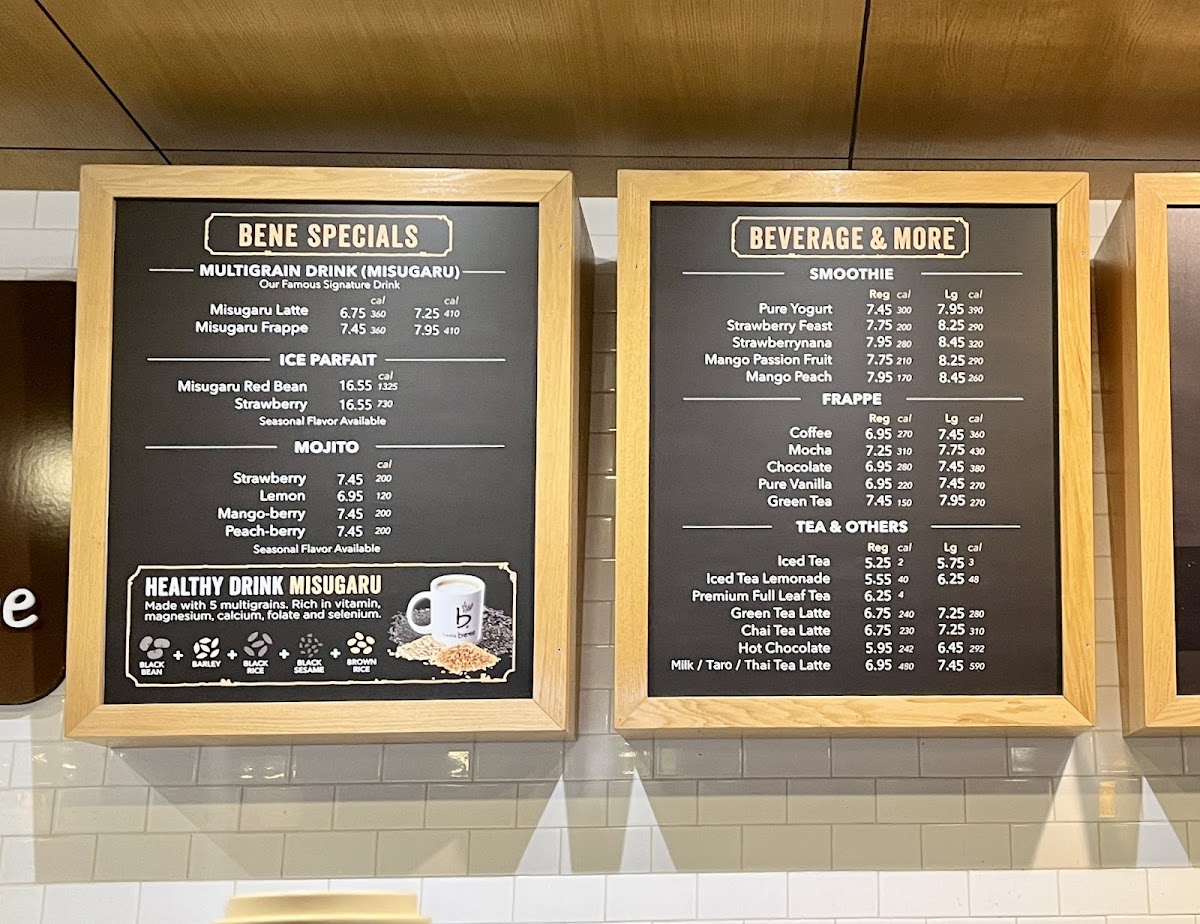 BENE SPECIALS
MULTIGRAIN DRINK (MISUGARU)
Our Famous Signature Drink
cal cal
Misugaru Latte 6.75 360 7.25 410
Misugaru Frappe 7.45 360 7.95 410
ICE PARFAIT
cal
Misugaru Red Bean 16.55 1325
Strawberry 16.55 730
Seasonal Flavor Available
MOJITO
cal
Strawberry 7.45 200
Lemon 6.95 120
Mango-berry 7.45 200
Peach-berry 7.45 200
Seasonal Flavor Available
HEALTHY DRINK MISUGARU
Made with 5 multigrains. Rich in vitamin,
magnesium, calcium, folate and selenium.
BLACK BEAN + BARLEY + BLACK RICE + BLACK SESAME + BROWN RICE
b
bene
BEVERAGE & MORE
SMOOTHIE
Reg cal Lg cal
Pure Yogurt 7.45 300 7.95 390
Strawberry Feast 7.75 200 8.25 290
Strawberrynana 7.95 280 8.45 320
Mango Passion Fruit 7.75 210 8.25 290
Mango Peach 7.95 170 8.45 260
FRAPPE
Reg cal Lg cal
Coffee 6.95 270 7.45 360
Mocha 7.25 310 7.75 430
Chocolate 6.95 280 7.45 380
Pure Vanilla 6.95 220 7.45 270
Green Tea 7.45 150 7.95 270
TEA & OTHERS
Reg cal Lg cal
Iced Tea 5.25 2 5.75 3
Iced Tea Lemonade 5.55 40 6.25 48
Premium Full Leaf Tea 6.25 4
Green Tea Latte 6.75 240 7.25 280
Chai Tea Latte 6.75 230 7.25 310
Hot Chocolate 5.95 242 6.45 292
Milk / Taro / Thai Tea Latte 6.95 480 7.45 590